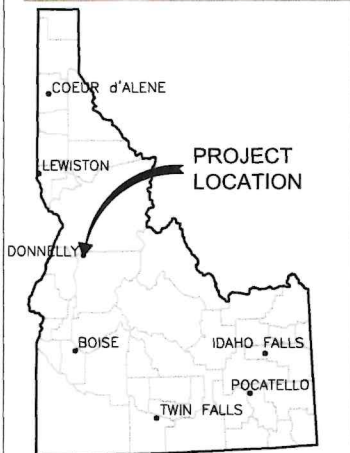 COEUR d'ALENE
PROJECT
LOCATION
LEWISTON
DONNELLY
BOISE
IDAHO FALLS
POCATELLO
TWIN FALLS